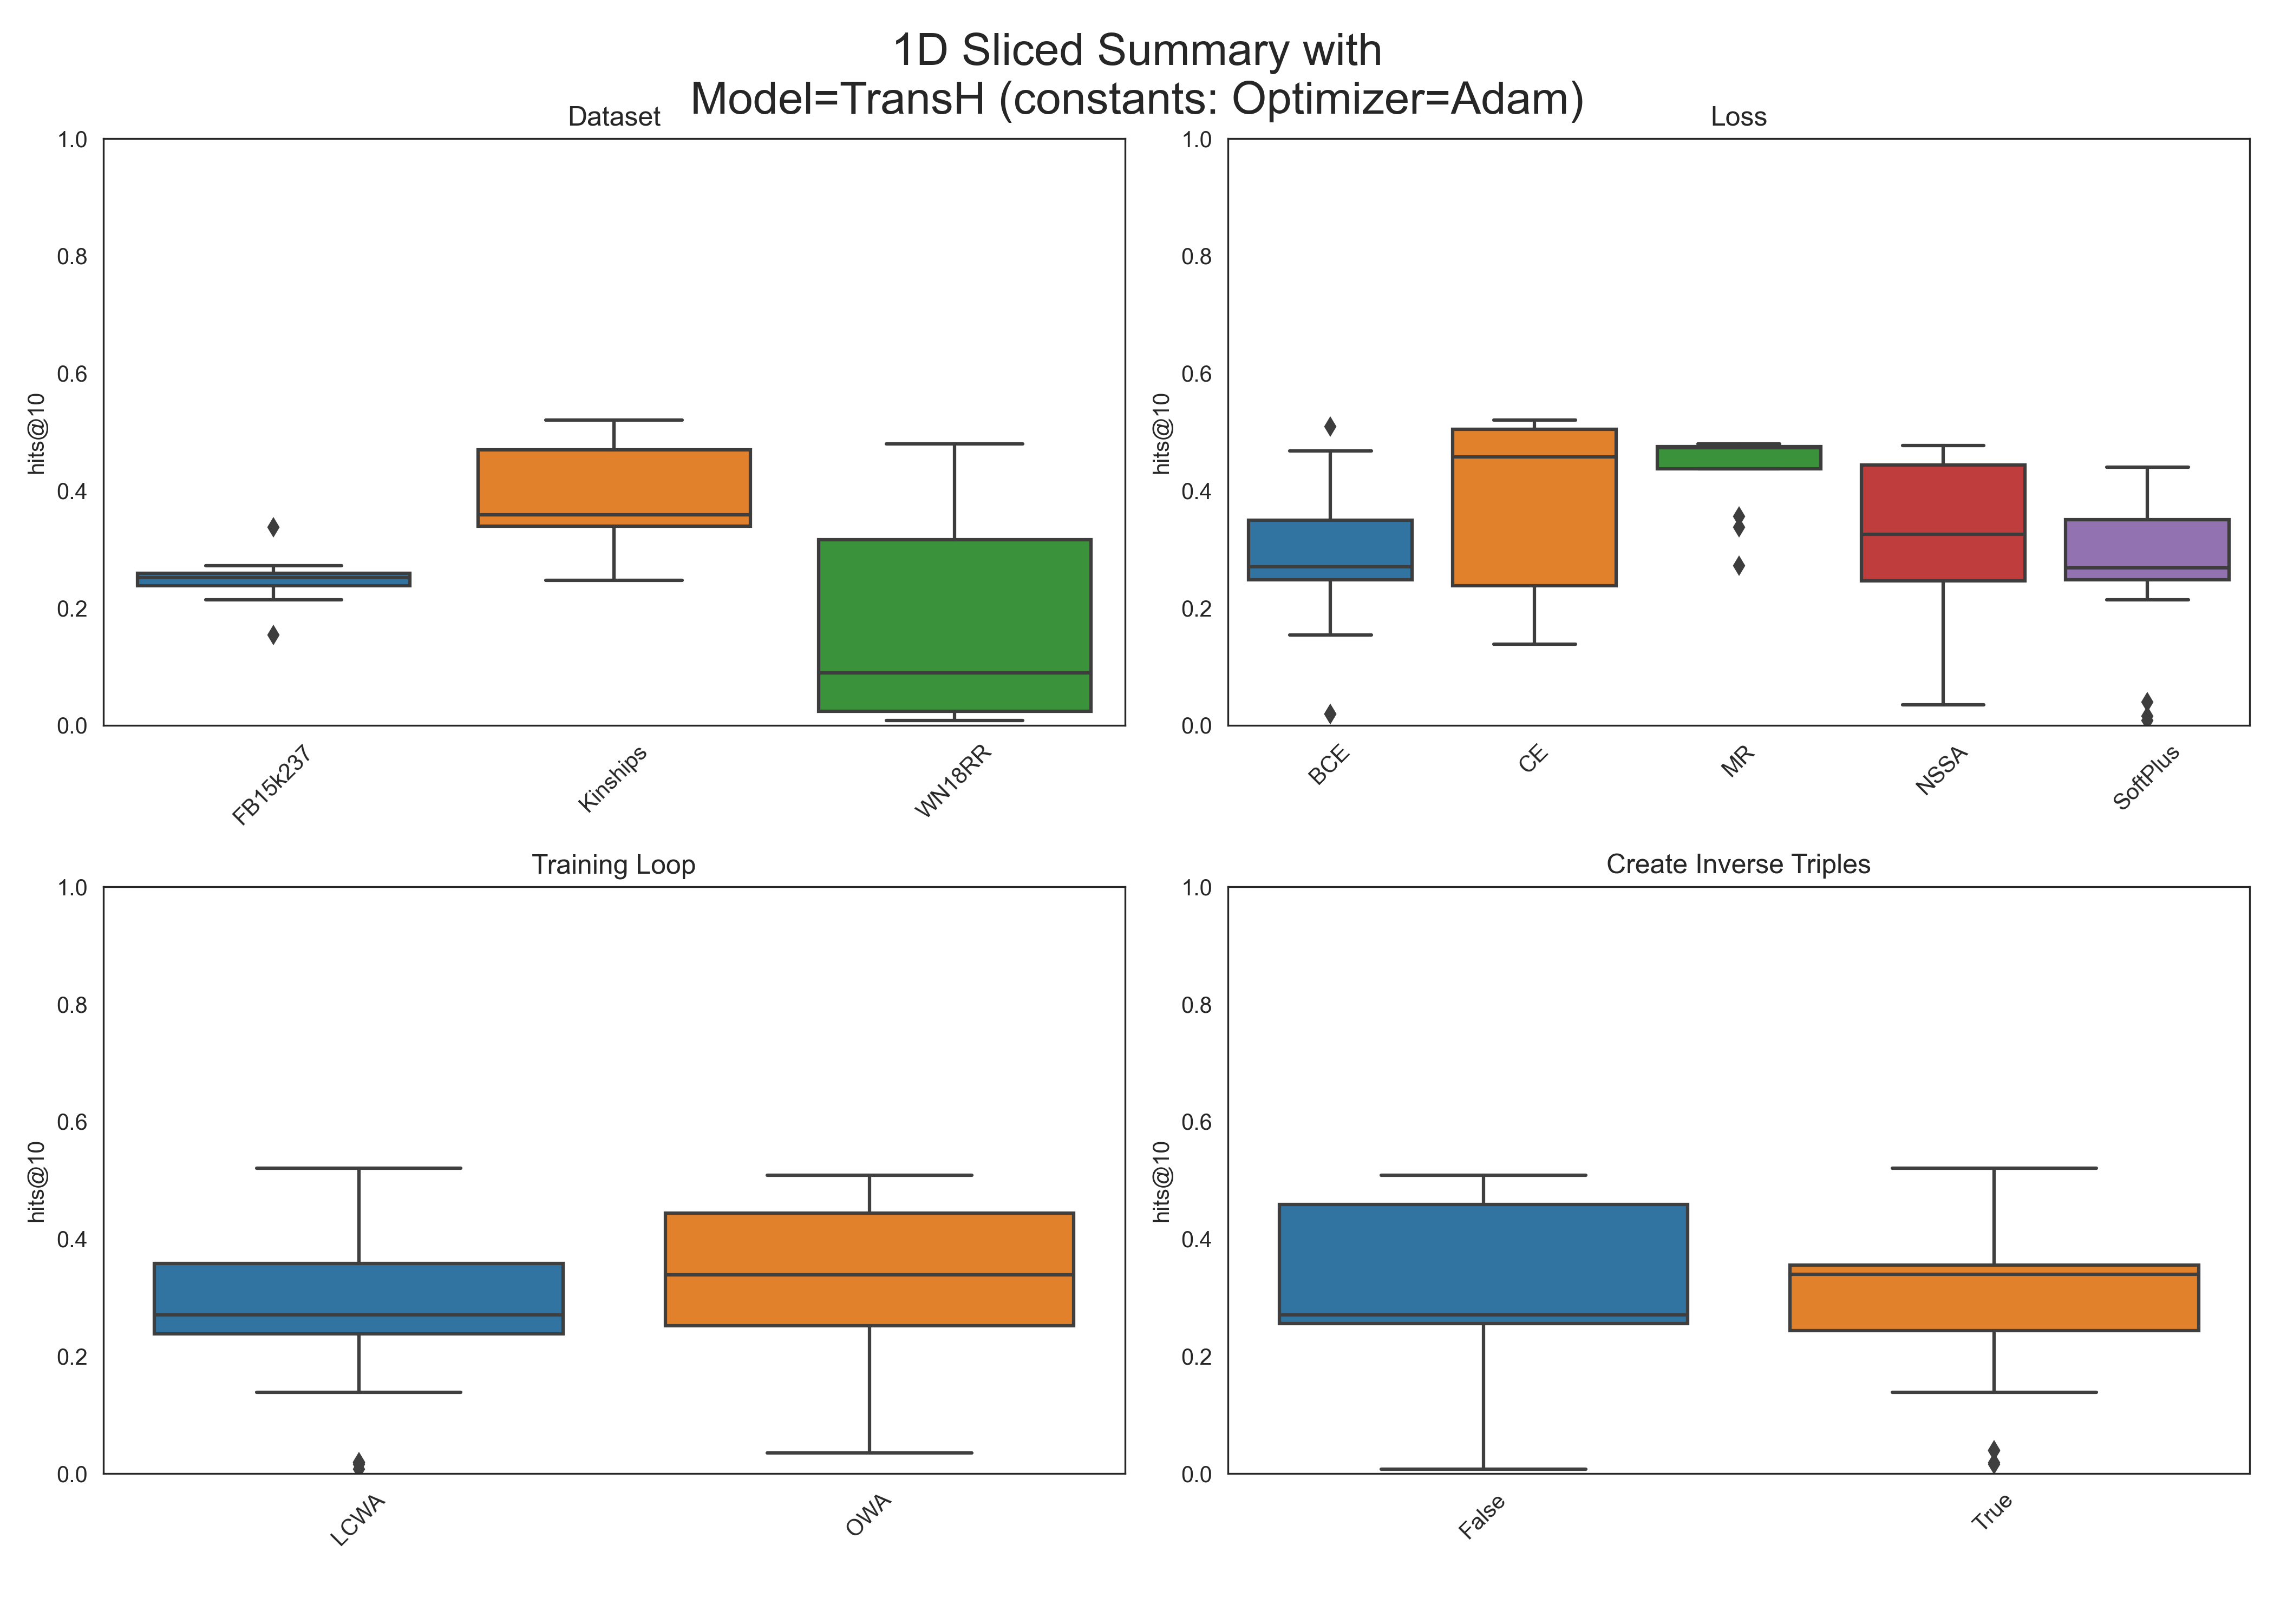 1D Sliced Summary with
Model=TransH (constants: Optimizer=Adam)
Dataset
1.0
0.8
0.6
0.4
0.2
0.0
hits@10
FB15k237
Kinships
WN18RR
Loss
1.0
0.8
0.6
0.4
0.2
0.0
hits@10
BCE
CE
MR
NSSA
SoftPlus
Training Loop
1.0
0.8
0.6
0.4
0.2
0.0
hits@10
LCWA
OWA
Create Inverse Triples
1.0
0.8
0.6
0.4
0.2
0.0
hits@10
False
True